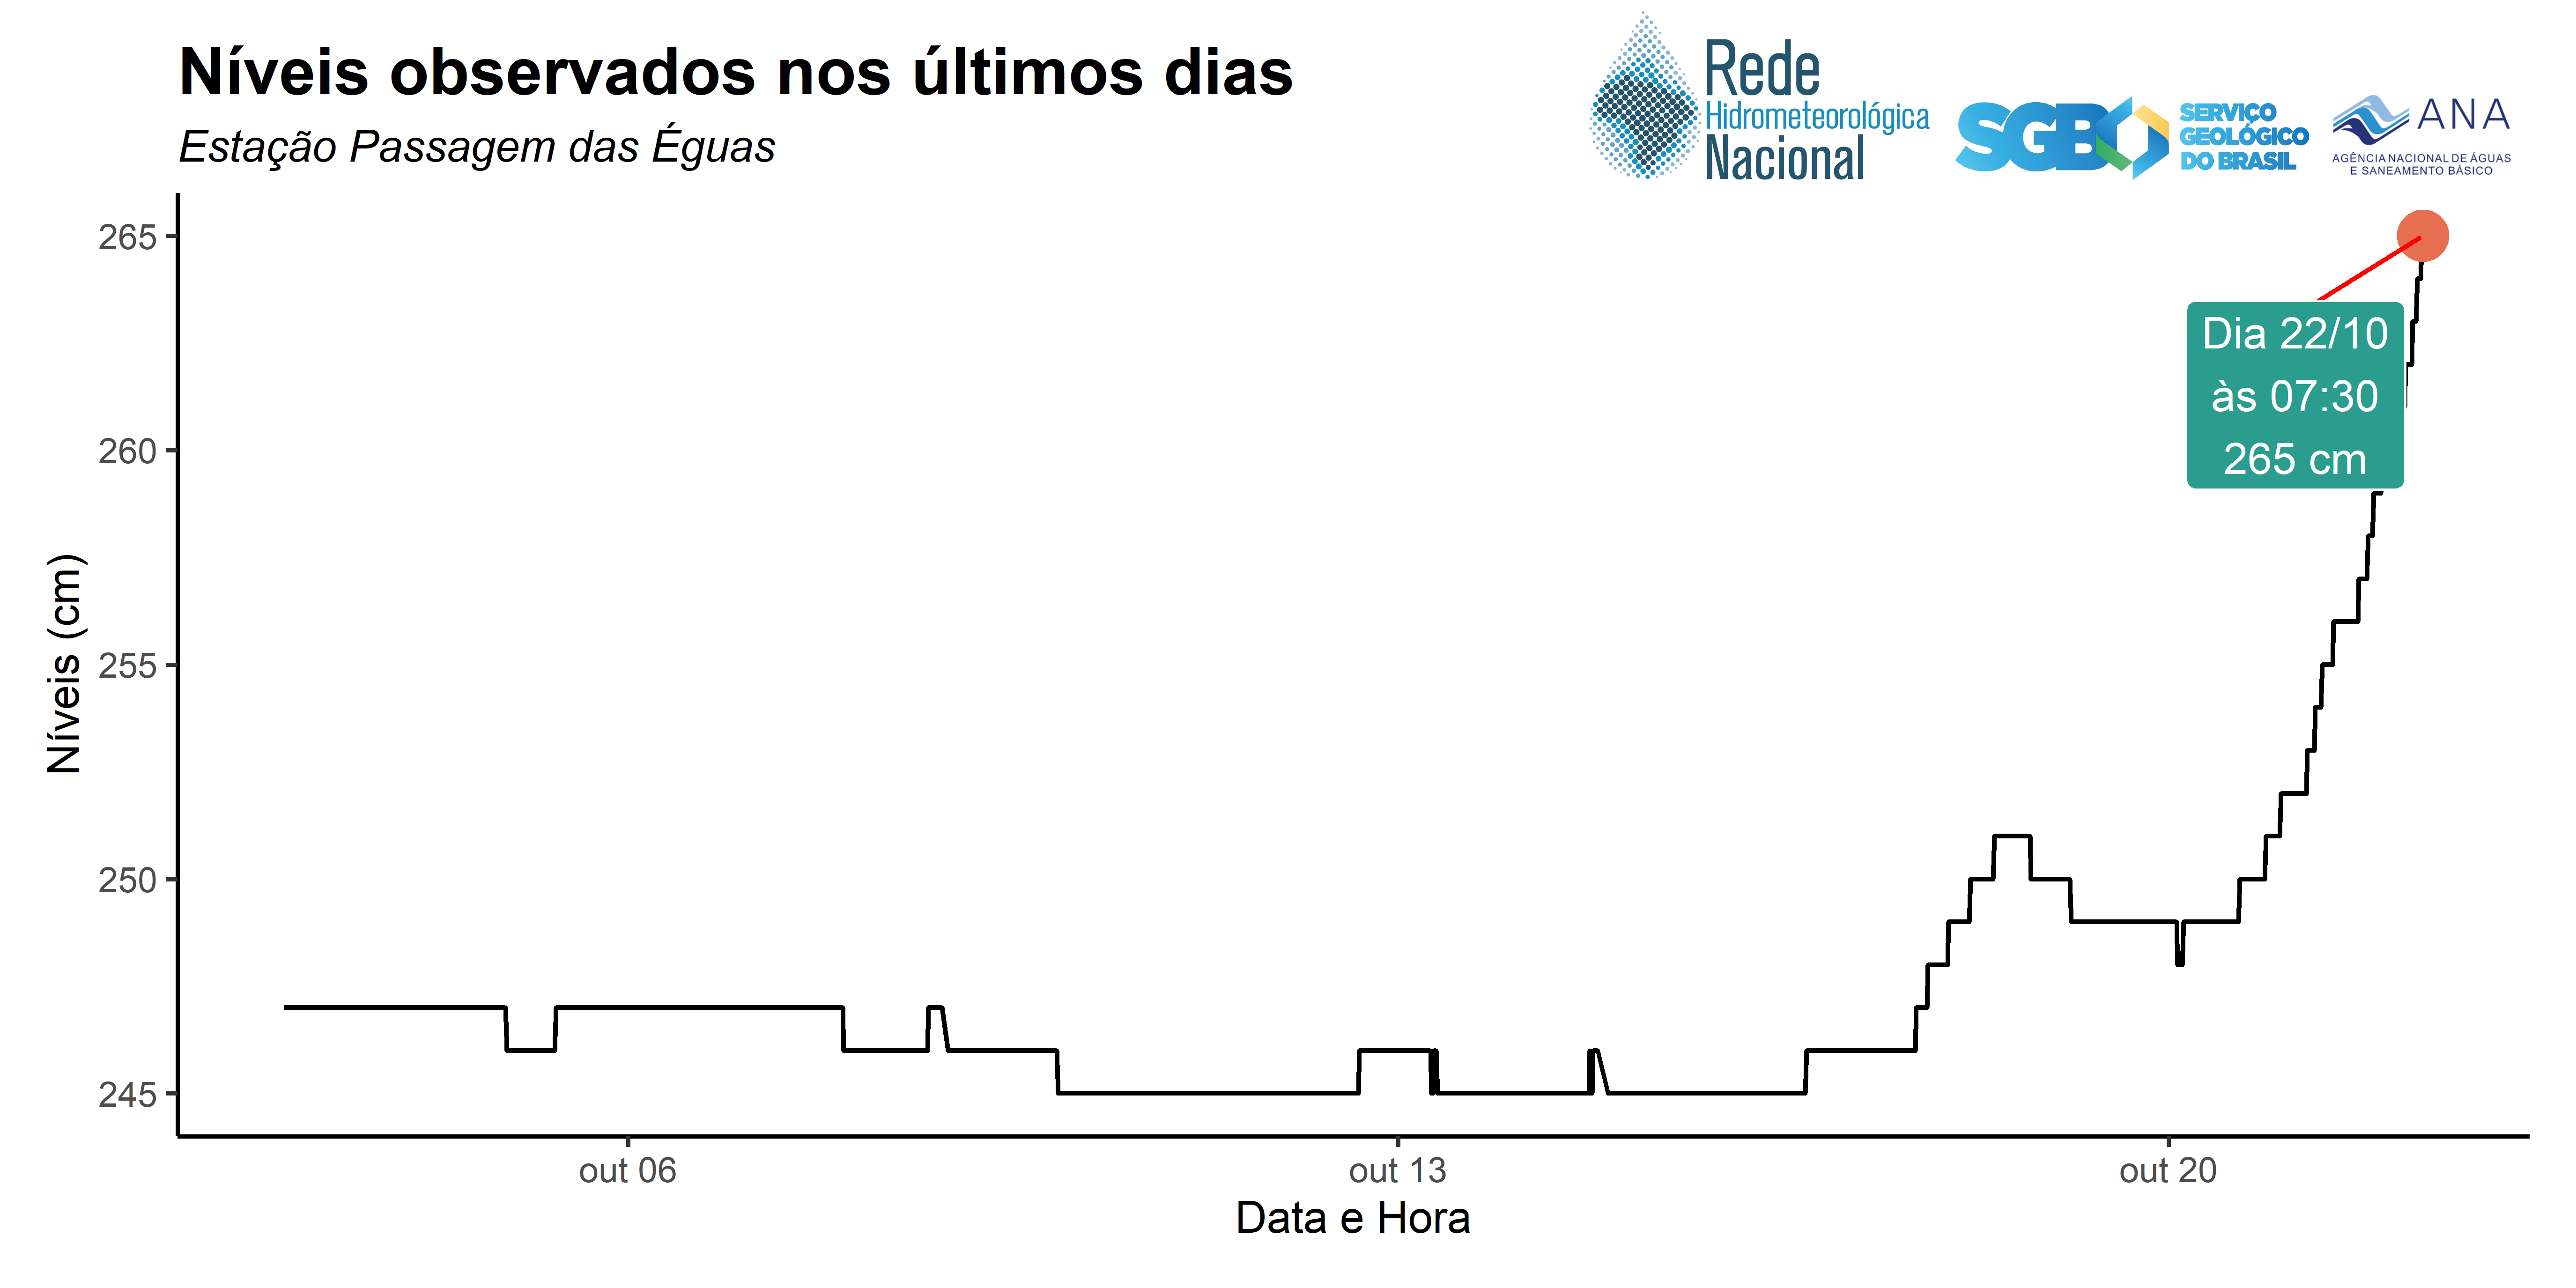 Níveis observados nos últimos dias
Estação Passagem das Éguas
Rede
Hidrometeorológica
Nacional
SGB
SERVIÇO
GEOLÓGICO
DO BRASIL
ANA
AGÊNCIA NACIONAL DE ÁGUAS
E SANEAMENTO BÁSICO
265
260
255
250
245
Níveis (cm)
Dia 22/10
às 07:30
265 cm
out 06
out 13
out 20
Data e Hora